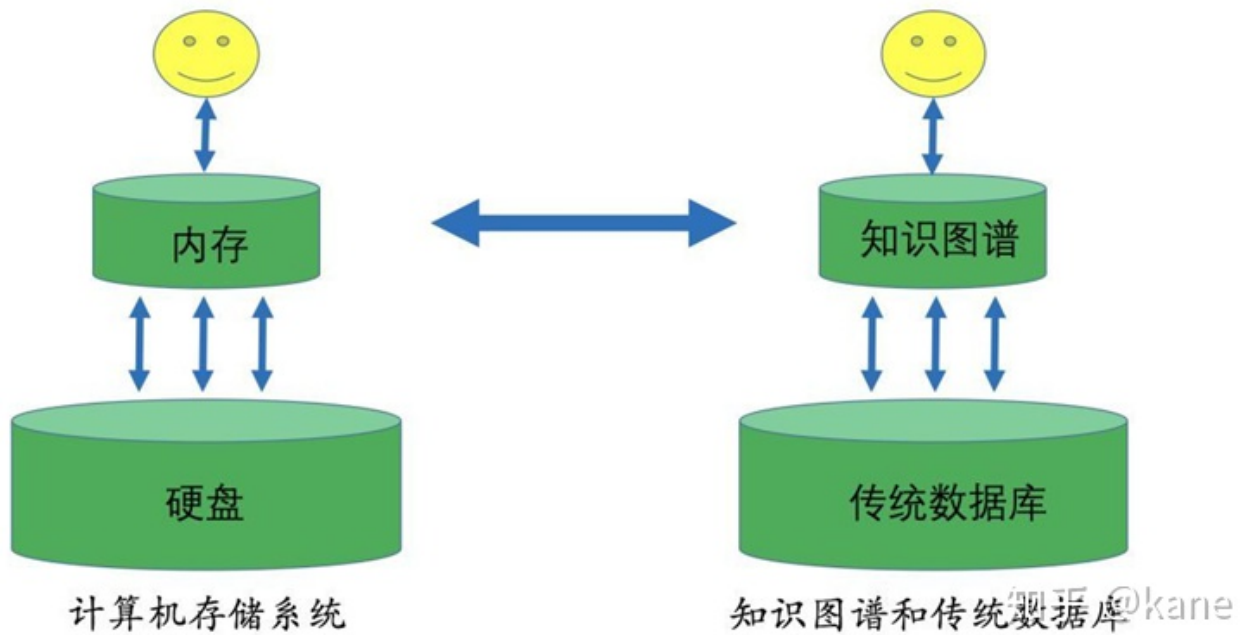 内存
知识图谱
硬盘
传统数据库
计算机存储系统
知识图谱和传统数据库
知乎 @kane